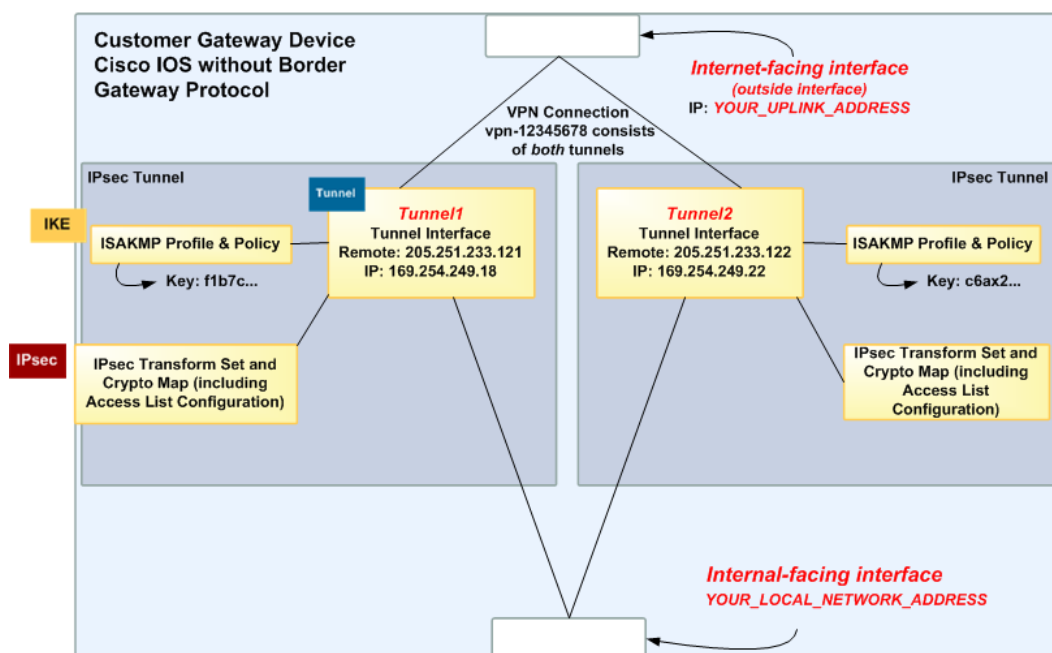 Customer Gateway Device
Cisco IOS without Border
Gateway Protocol
Internet-facing interface
(outside interface)
IP: YOUR_UPLINK_ADDRESS
VPN Connection
vpn-12345678 consists
of both tunnels
IPsec Tunnel
IPsec Tunnel
Tunnel
IKE
Tunnel1
Tunnel Interface
Remote: 205.251.233.121
IP: 169.254.249.18
Tunnel2
Tunnel Interface
Remote: 205.251.233.122
IP: 169.254.249.22
ISAKMP Profile & Policy
Key: f1b7c...
ISAKMP Profile & Policy
Key: c6ax2...
IPsec
IPsec Transform Set and
Crypto Map (including
Access List Configuration)
IPsec Transform Set and
Crypto Map (including
Access List
Configuration)
Internal-facing interface
YOUR_LOCAL_NETWORK_ADDRESS